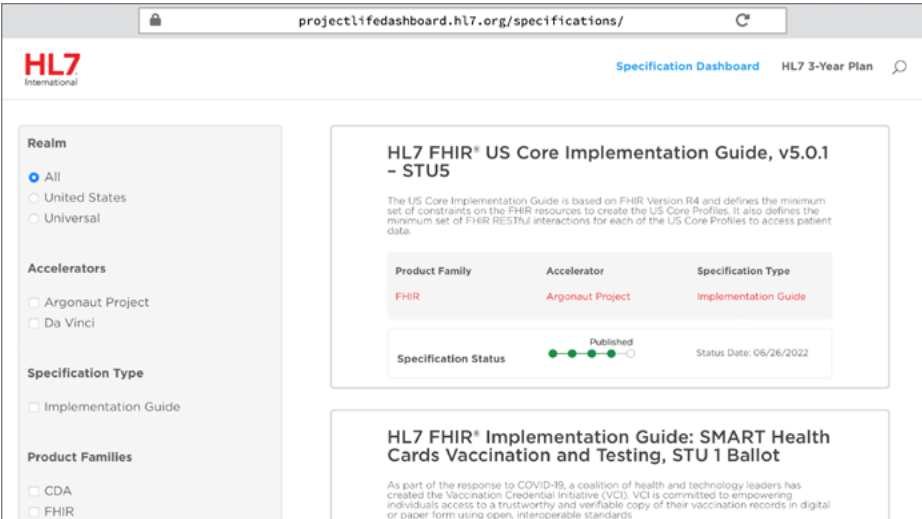 projectlifedashboard.hl7.org/specifications/
HL7
International
Specification Dashboard
HL7 3-Year Plan
Realm
All
United States
Universal
Accelerators
Argonaut Project
Da Vinci
Specification Type
Implementation Guide
Product Families
CDA
FHIR
HL7 FHIR® US Core Implementation Guide, v5.0.1
– STU5
The US Core Implementation Guide is based on FHIR Version R4 and defines the minimum
set of constraints on the FHIR resources to create the US Core Profiles. It also defines the
minimum set of FHIR RESTful interactions for each of the US Core Profiles to access patient
data.
Product Family Accelerator Specification Type
FHIR Argonaut Project Implementation Guide
Published
Specification Status Status Date: 06/26/2022
HL7 FHIR® Implementation Guide: SMART Health
Cards Vaccination and Testing, STU 1 Ballot
As part of the response to COVID-19, a coalition of health and technology leaders has
created the Vaccination Credential Initiative (VCI). VCI is committed to empowering
individuals access to a trustworthy and verifiable copy of their vaccination records in digital
or paper form using open, interoperable standards